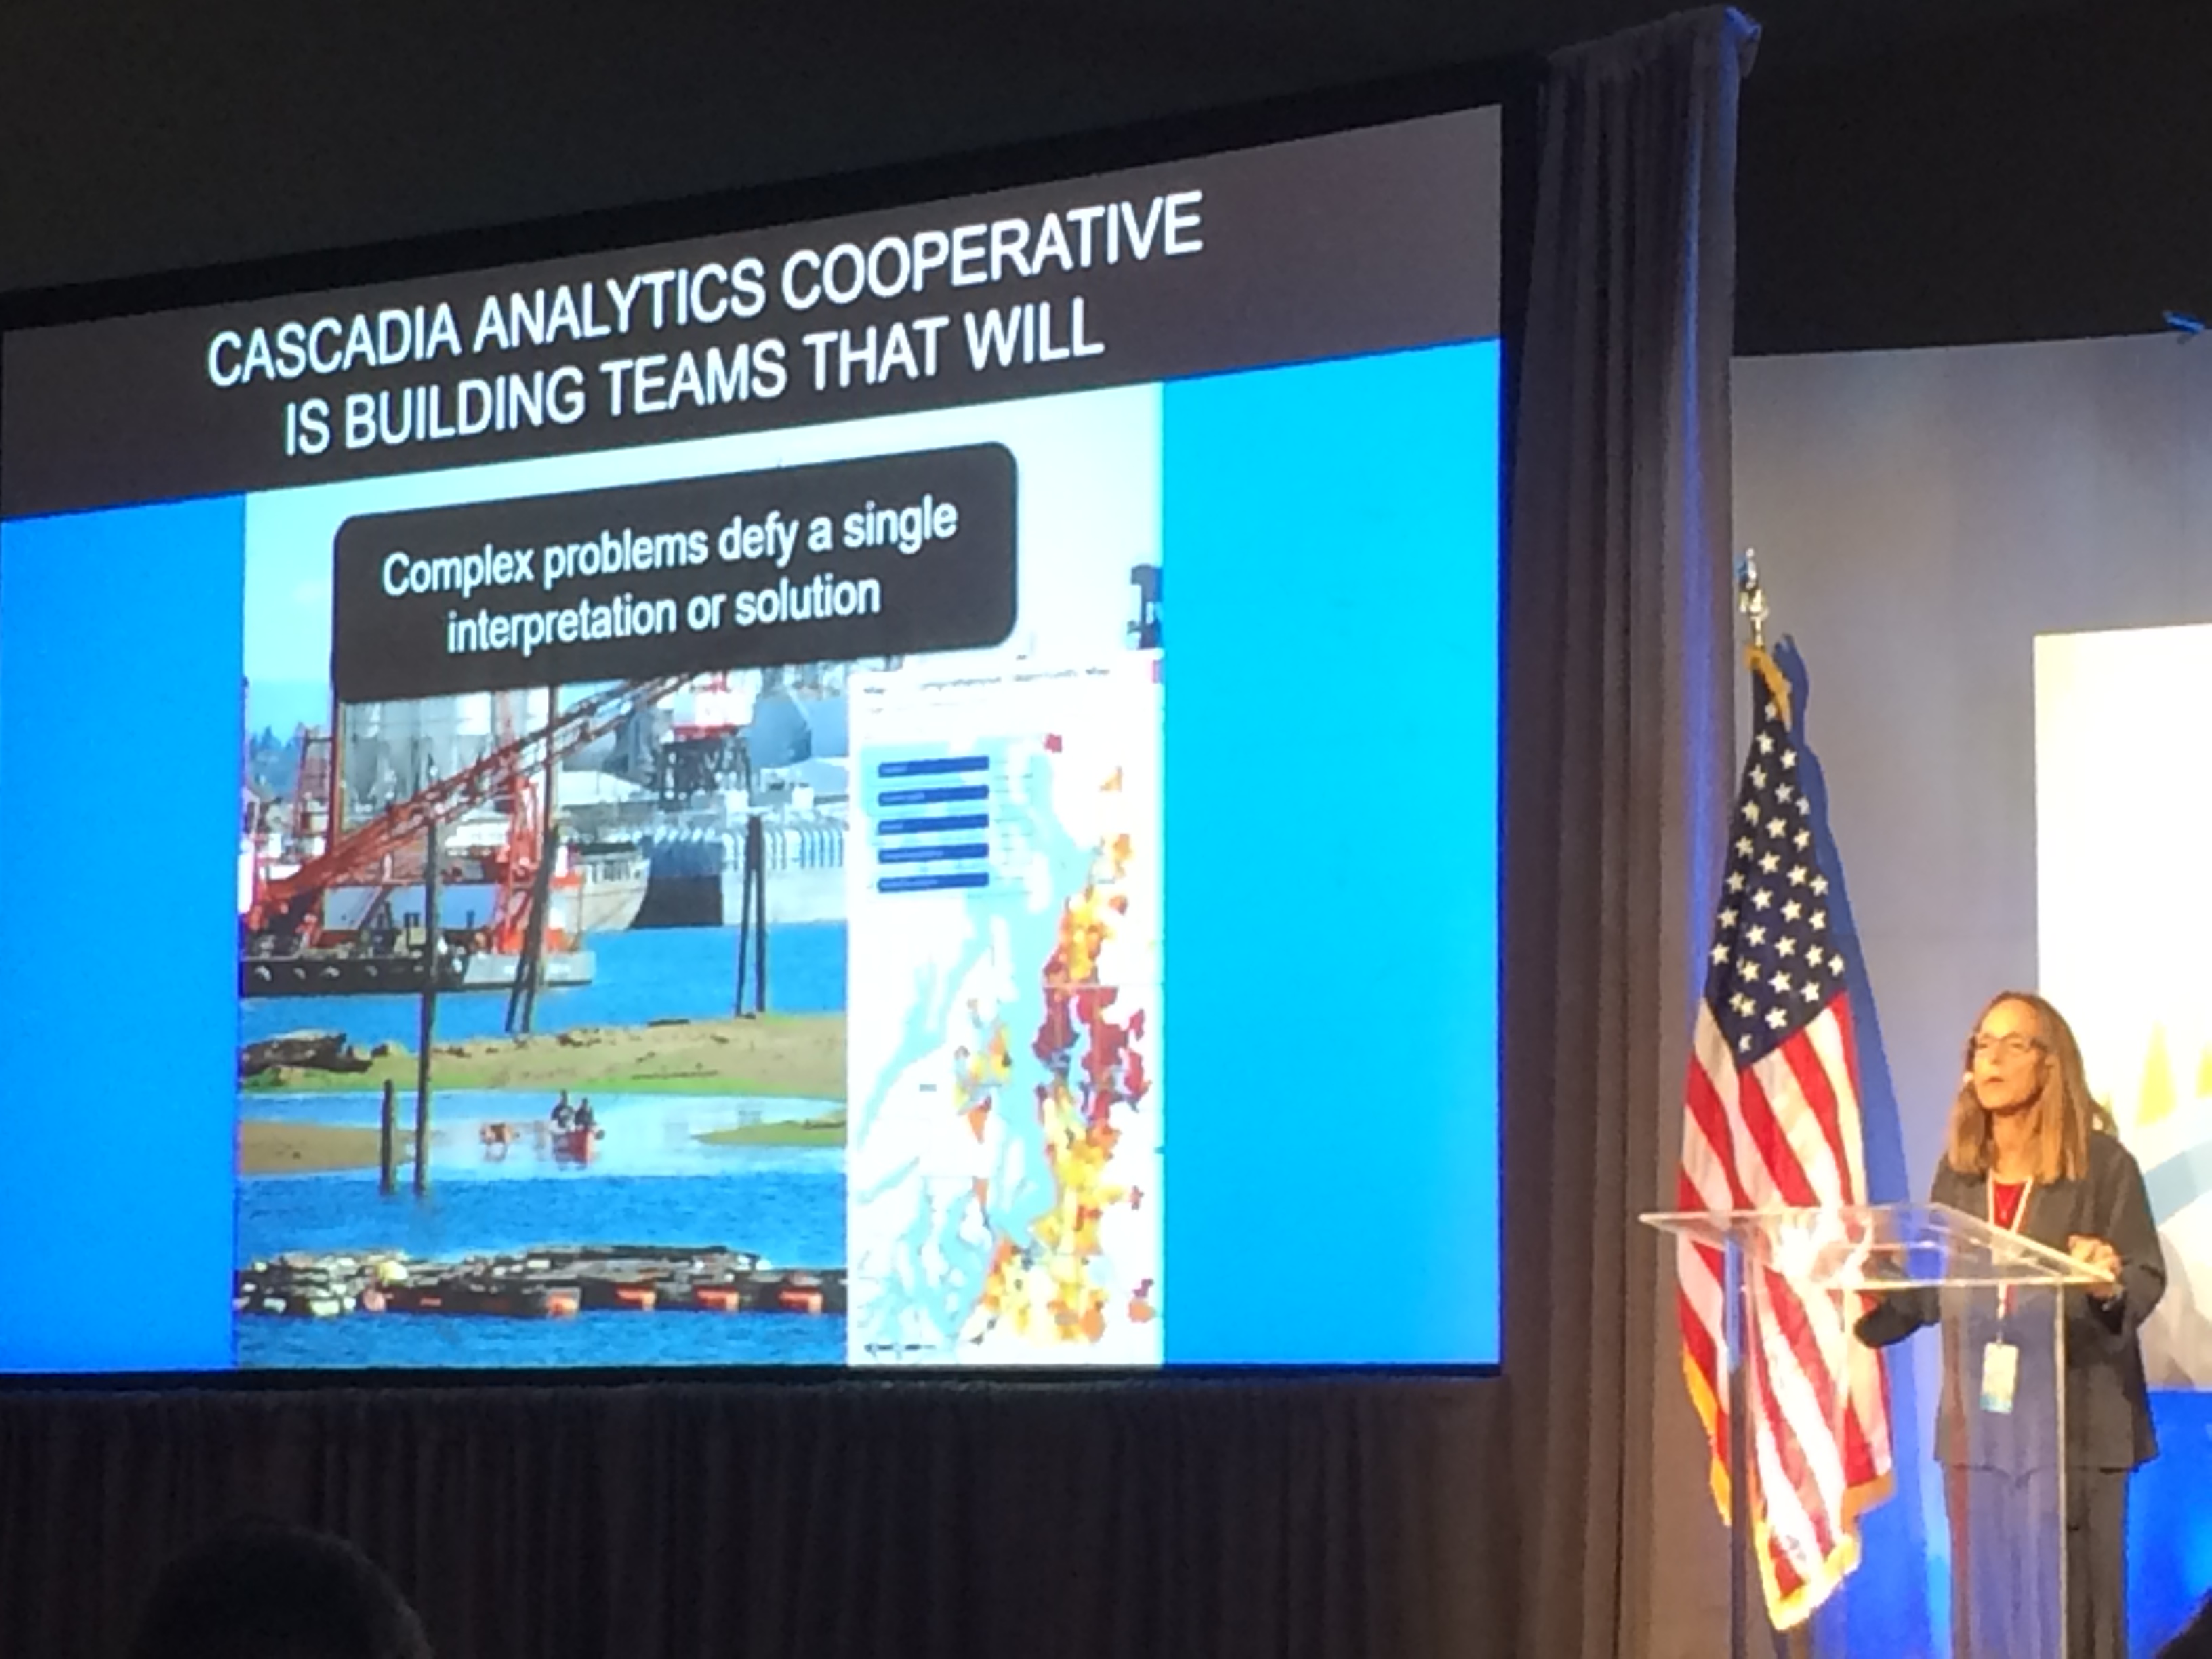 CASCADIA ANALYTICS COOPERATIVE
IS BUILDING TEAMS THAT WILL
Complex problems defy a single
interpretation or solution